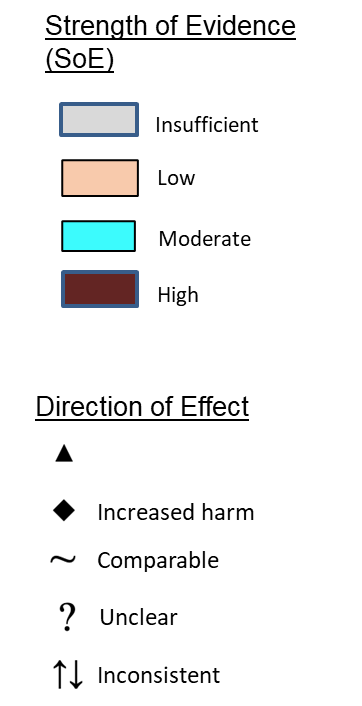 Strength of Evidence
(SoE)
Insufficient
Low
Moderate
High
Direction of Effect
▲
◆ Increased harm
~ Comparable
? Unclear
↑↓ Inconsistent